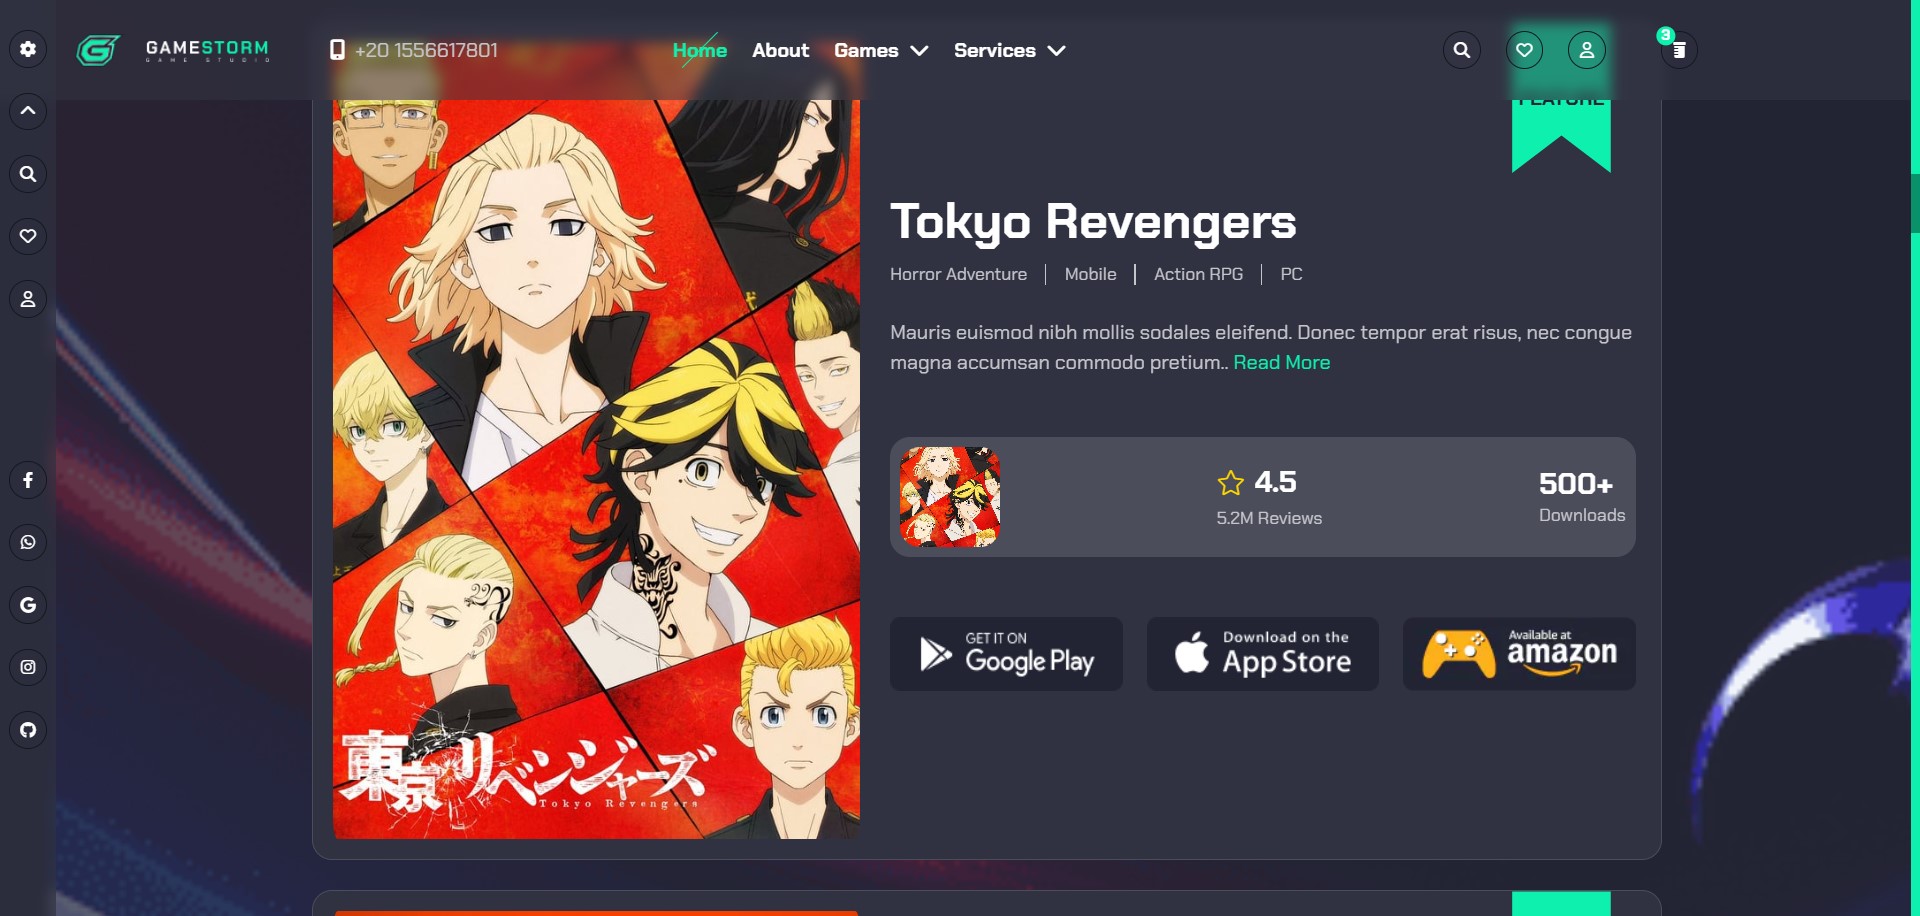 GAMESTORM
GAME STUDIO
+20 1556617801
Home
About
Games
Services
3
FEATURE
Tokyo Revengers
Horror Adventure
Mobile
Action RPG
PC
Mauris euismod nibh mollis sodales eleifend. Donec tempor erat risus, nec congue
magna accumsan commodo pretium.. Read More
4.5
5.2M Reviews
500+
Downloads
GET IT ON
Google Play
Download on the
App Store
Available at
amazon
東京リベンジャーズ
Tokyo Revengers